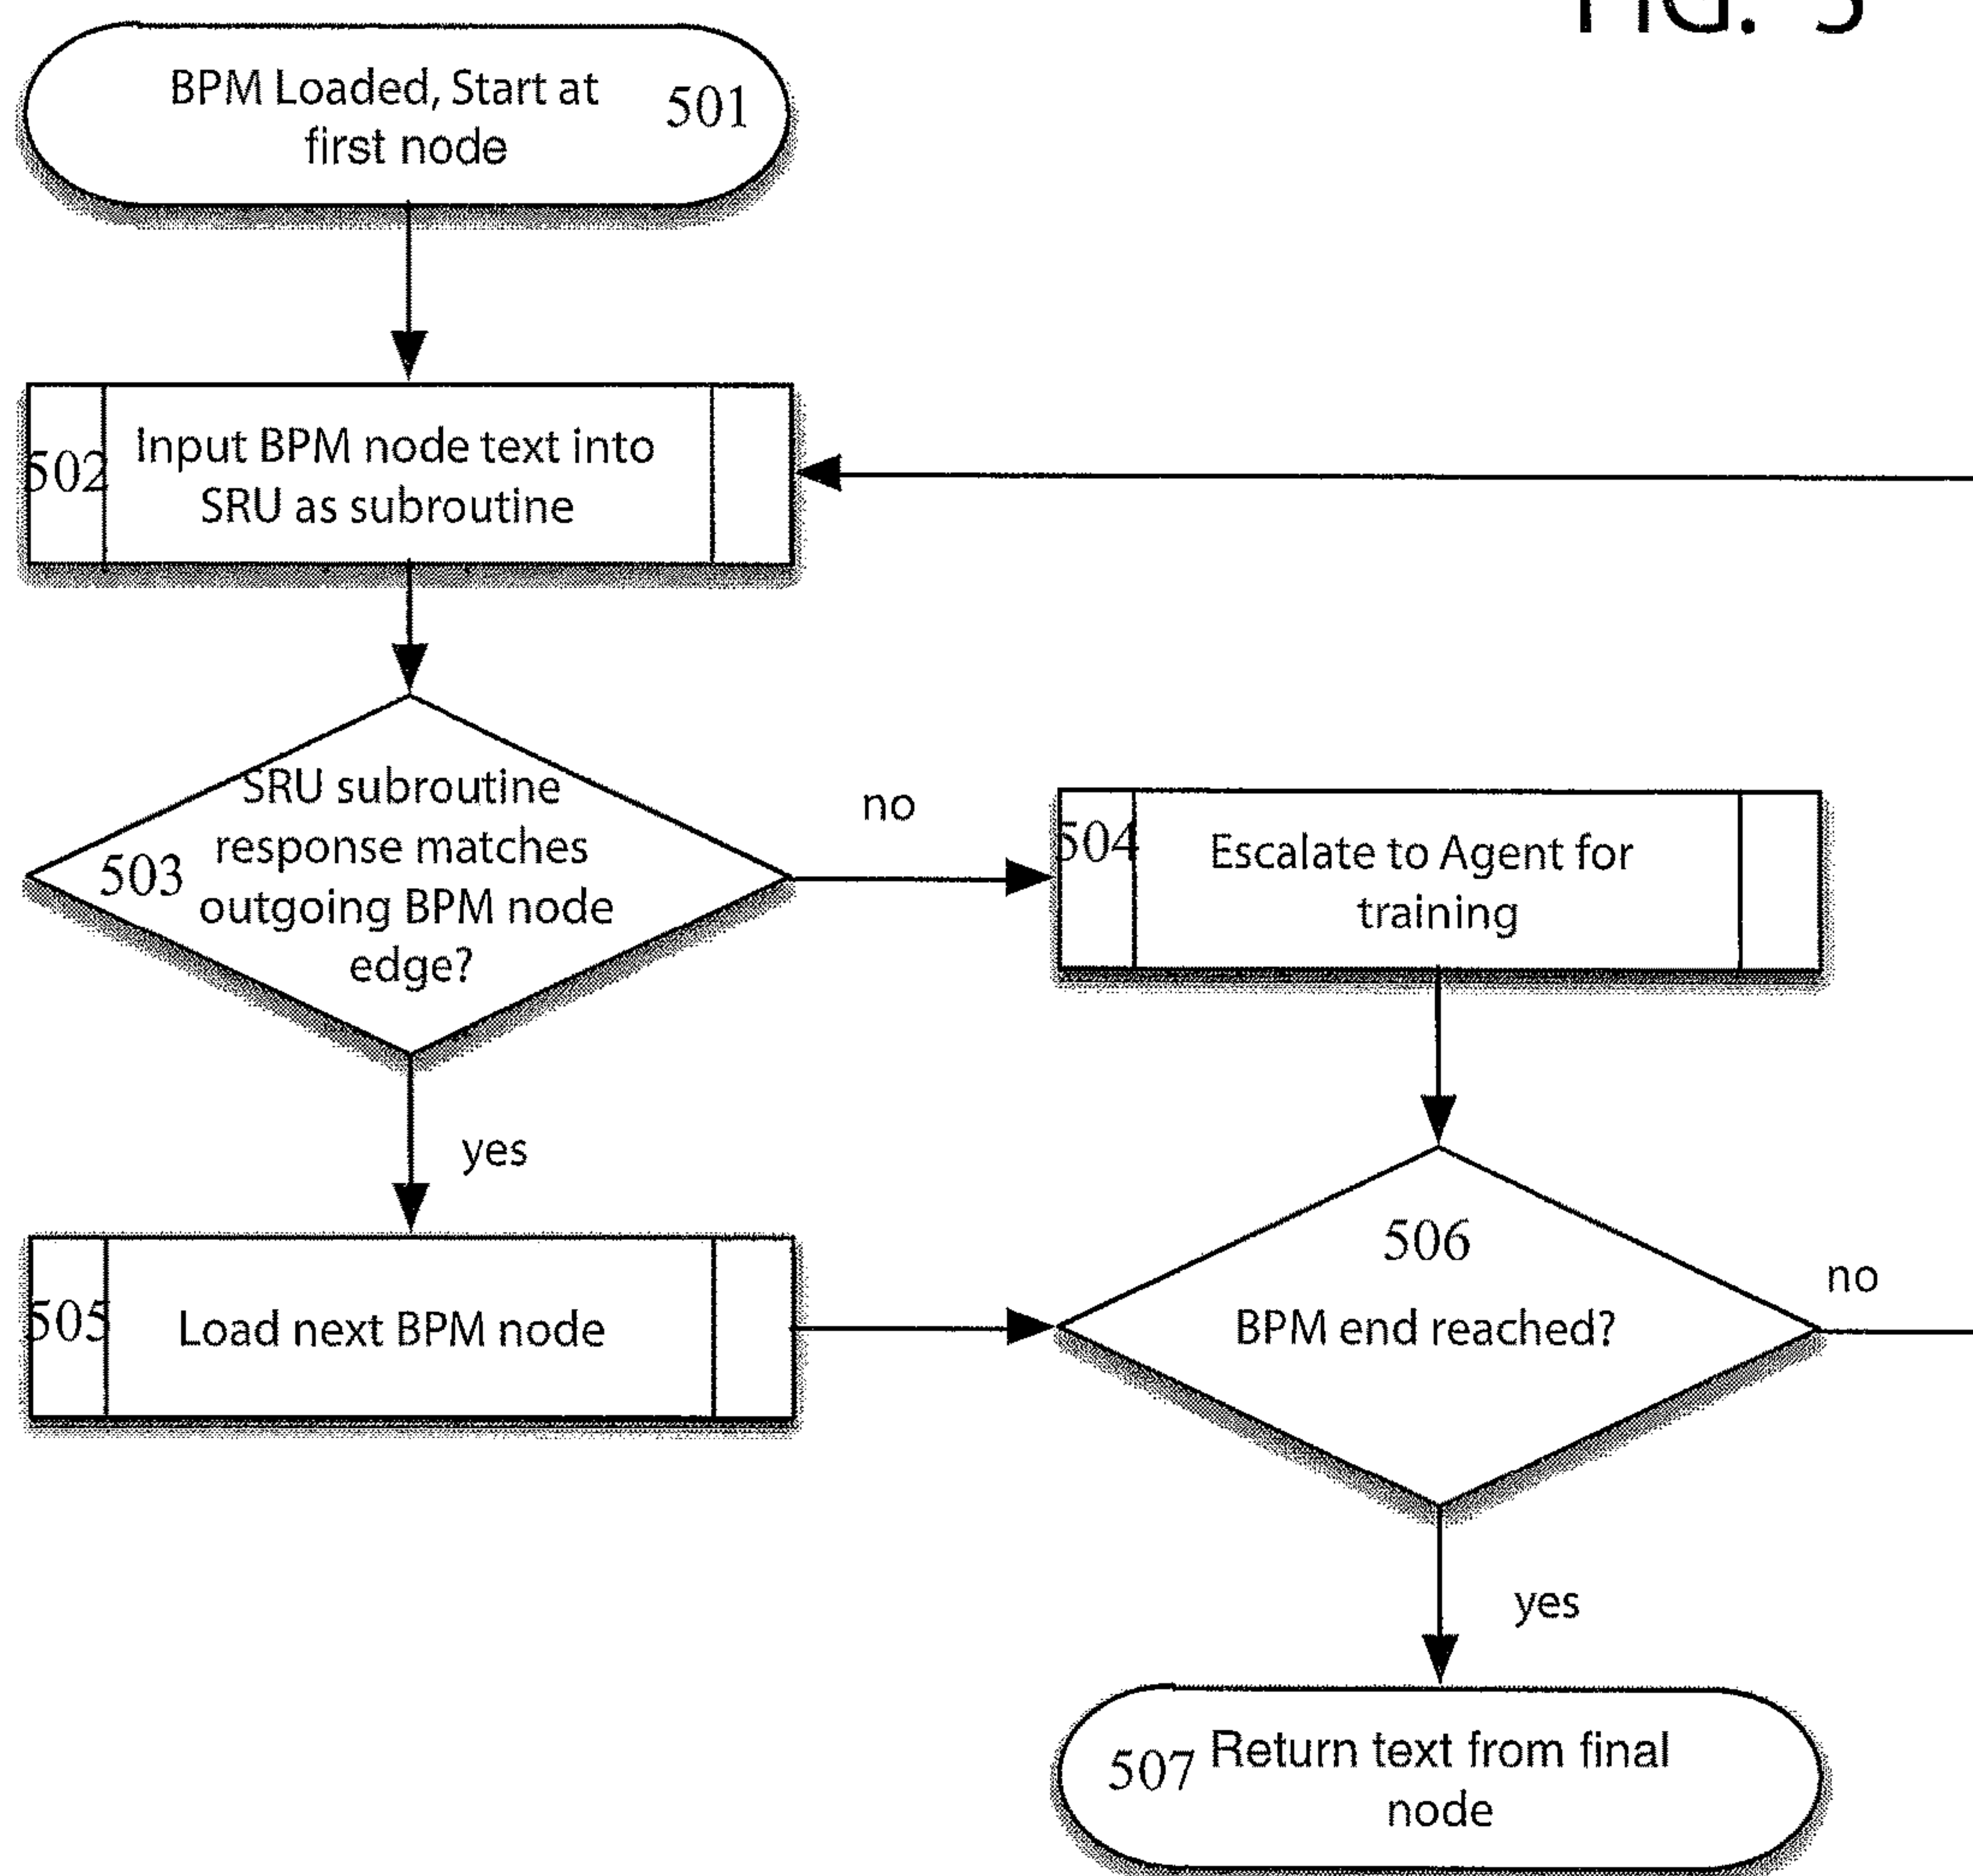 FIG. 5
BPM Loaded, Start at
first node
501
502
Input BPM node text into
SRU as subroutine
SRU subroutine
response matches
503
outgoing BPM node
edge?
no
504
Escalate to Agent for
training
yes
505
Load next BPM node
506
BPM end reached?
no
yes
507
Return text from final
node